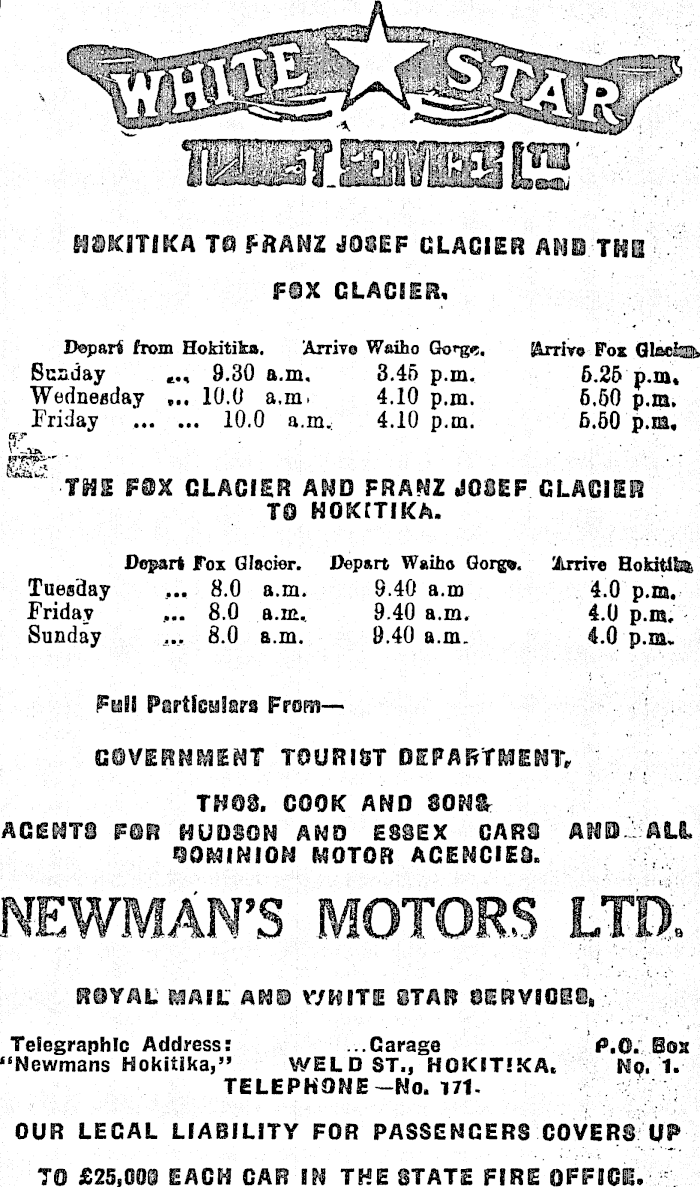 WHITE STAR
HOKITIKA TO FRANZ JOSEF GLACIER AND THE
FOX GLACIER.
Depart from Hokitika. Arrive Waiho Gorge. Arrive Fox Glacier
Sunday ... 9.30 a.m. 3.45 p.m. 5.25 p.m.
Wednesday ... 10.0 a.m. 4.10 p.m. 5.50 p.m.
Friday ... ... 10.0 a.m. 4.10 p.m. 5.50 p.m.
THE FOX GLACIER AND FRANZ JOSEF GLACIER
TO HOKITIKA.
Depart Fox Glacier. Depart Waiho Gorge. Arrive Hokitika
Tuesday ... 8.0 a.m. 9.40 a.m 4.0 p.m.
Friday ... 8.0 a.m. 9.40 a.m. 4.0 p.m.
Sunday ... 8.0 a.m. 9.40 a.m. 4.0 p.m.
Full Particulars From—
GOVERNMENT TOURIST DEPARTMENT,
THOS. COOK AND SONS
AGENTS FOR HUDSON AND ESSEX CARS AND ALL
DOMINION MOTOR AGENCIES.
NEWMAN'S MOTORS LTD.
ROYAL MAIL AND WHITE STAR SERVICES,
Telegraphic Address: ...Garage P.O. Box
"Newmans Hokitika," WELD ST., HOKITIKA. No. 1.
TELEPHONE—No. 171.
OUR LEGAL LIABILITY FOR PASSENGERS COVERS UP
TO £25,000 EACH CAR IN THE STATE FIRE OFFICE.